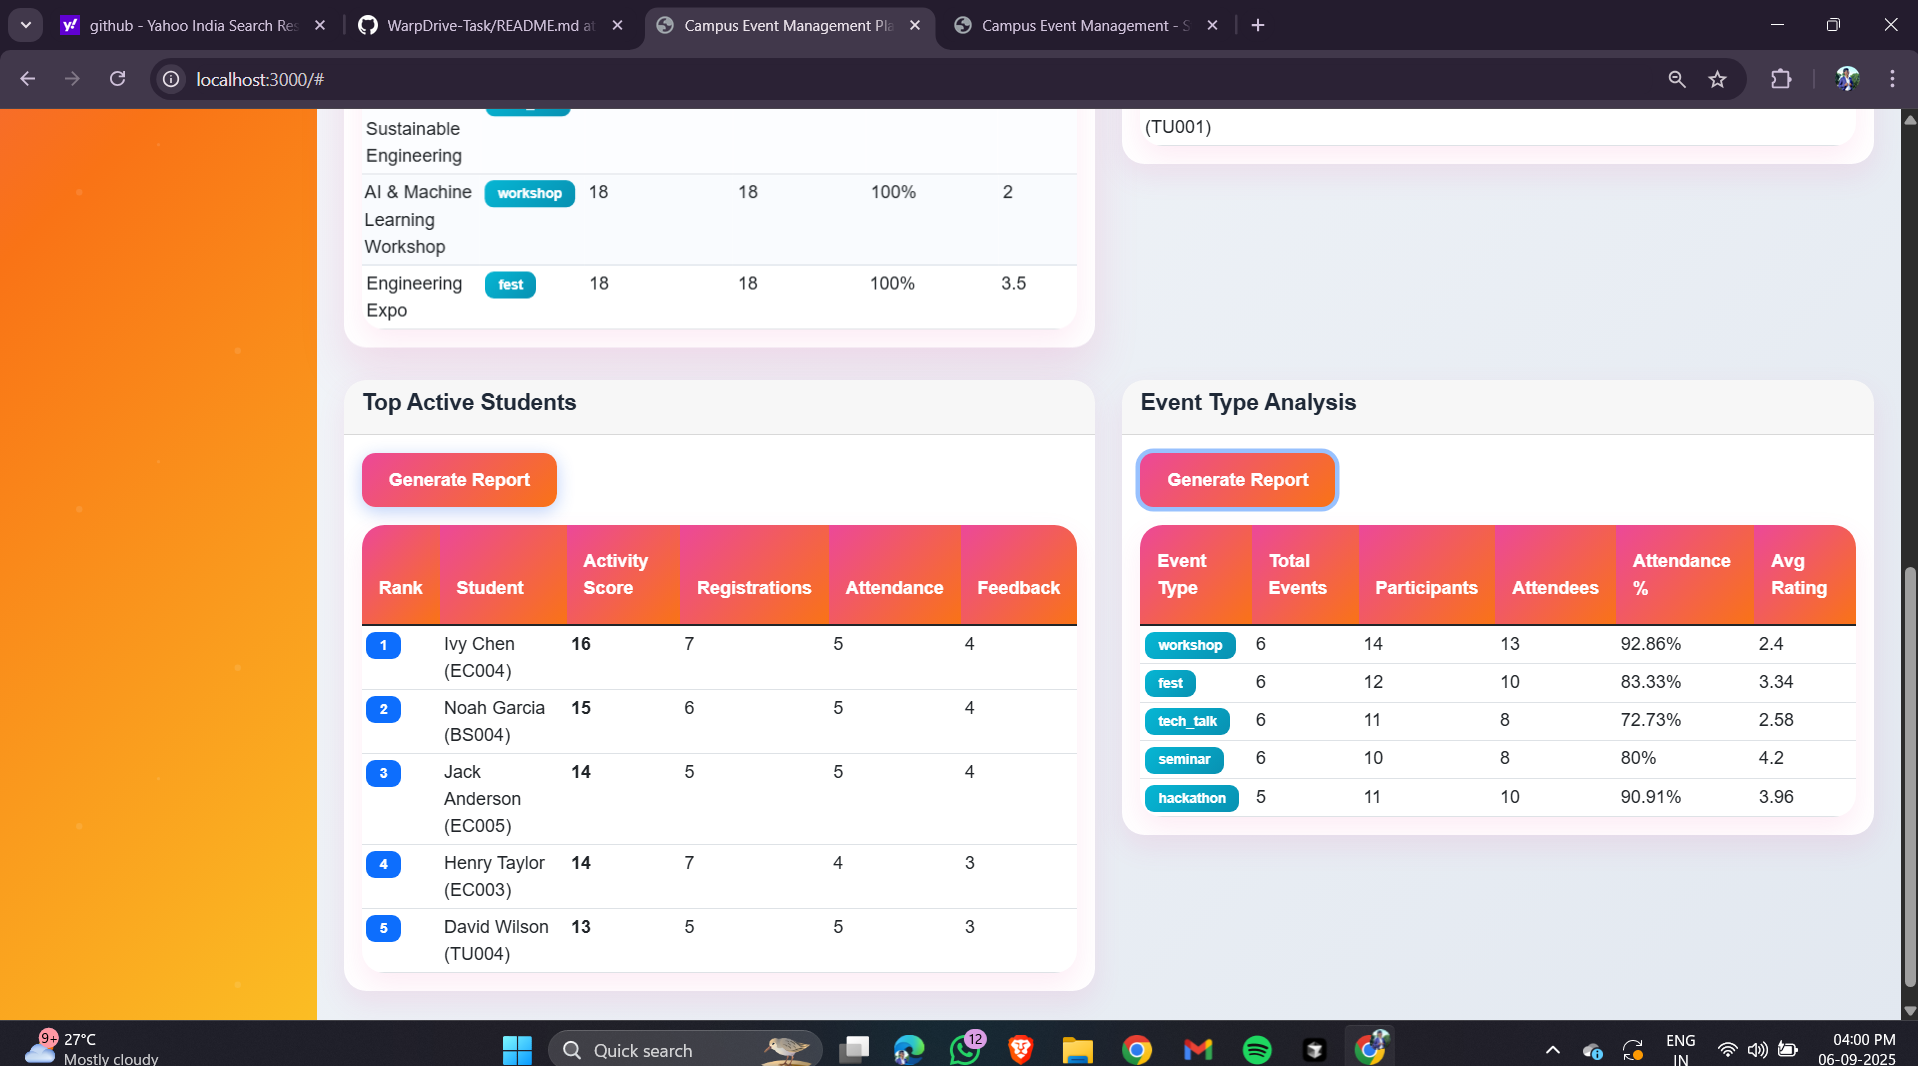 github - Yahoo India Search Res
WarpDrive-Task/README.md at
Campus Event Management Pla
Campus Event Management - S
localhost:3000/#
Sustainable
Engineering
(TU001)
AI & Machine
Learning
Workshop
workshop
18
18
100%
2
Engineering
Expo
fest
18
18
100%
3.5
Top Active Students
Generate Report
Rank
Student
Activity
Score
Registrations
Attendance
Feedback
1
Ivy Chen
(EC004)
16
7
5
4
2
Noah Garcia
(BS004)
15
6
5
4
3
Jack
Anderson
(EC005)
14
5
5
4
4
Henry Taylor
(EC003)
14
7
4
3
5
David Wilson
(TU004)
13
5
5
3
Event Type Analysis
Generate Report
Event
Type
Total
Events
Participants
Attendees
Attendance
%
Avg
Rating
workshop
6
14
13
92.86%
2.4
fest
6
12
10
83.33%
3.34
tech_talk
6
11
8
72.73%
2.58
seminar
6
10
8
80%
4.2
hackathon
5
11
10
90.91%
3.96
9+
27°C
Mostly cloudy
Quick search
12
ENG
IN
04:00 PM
06-09-2025